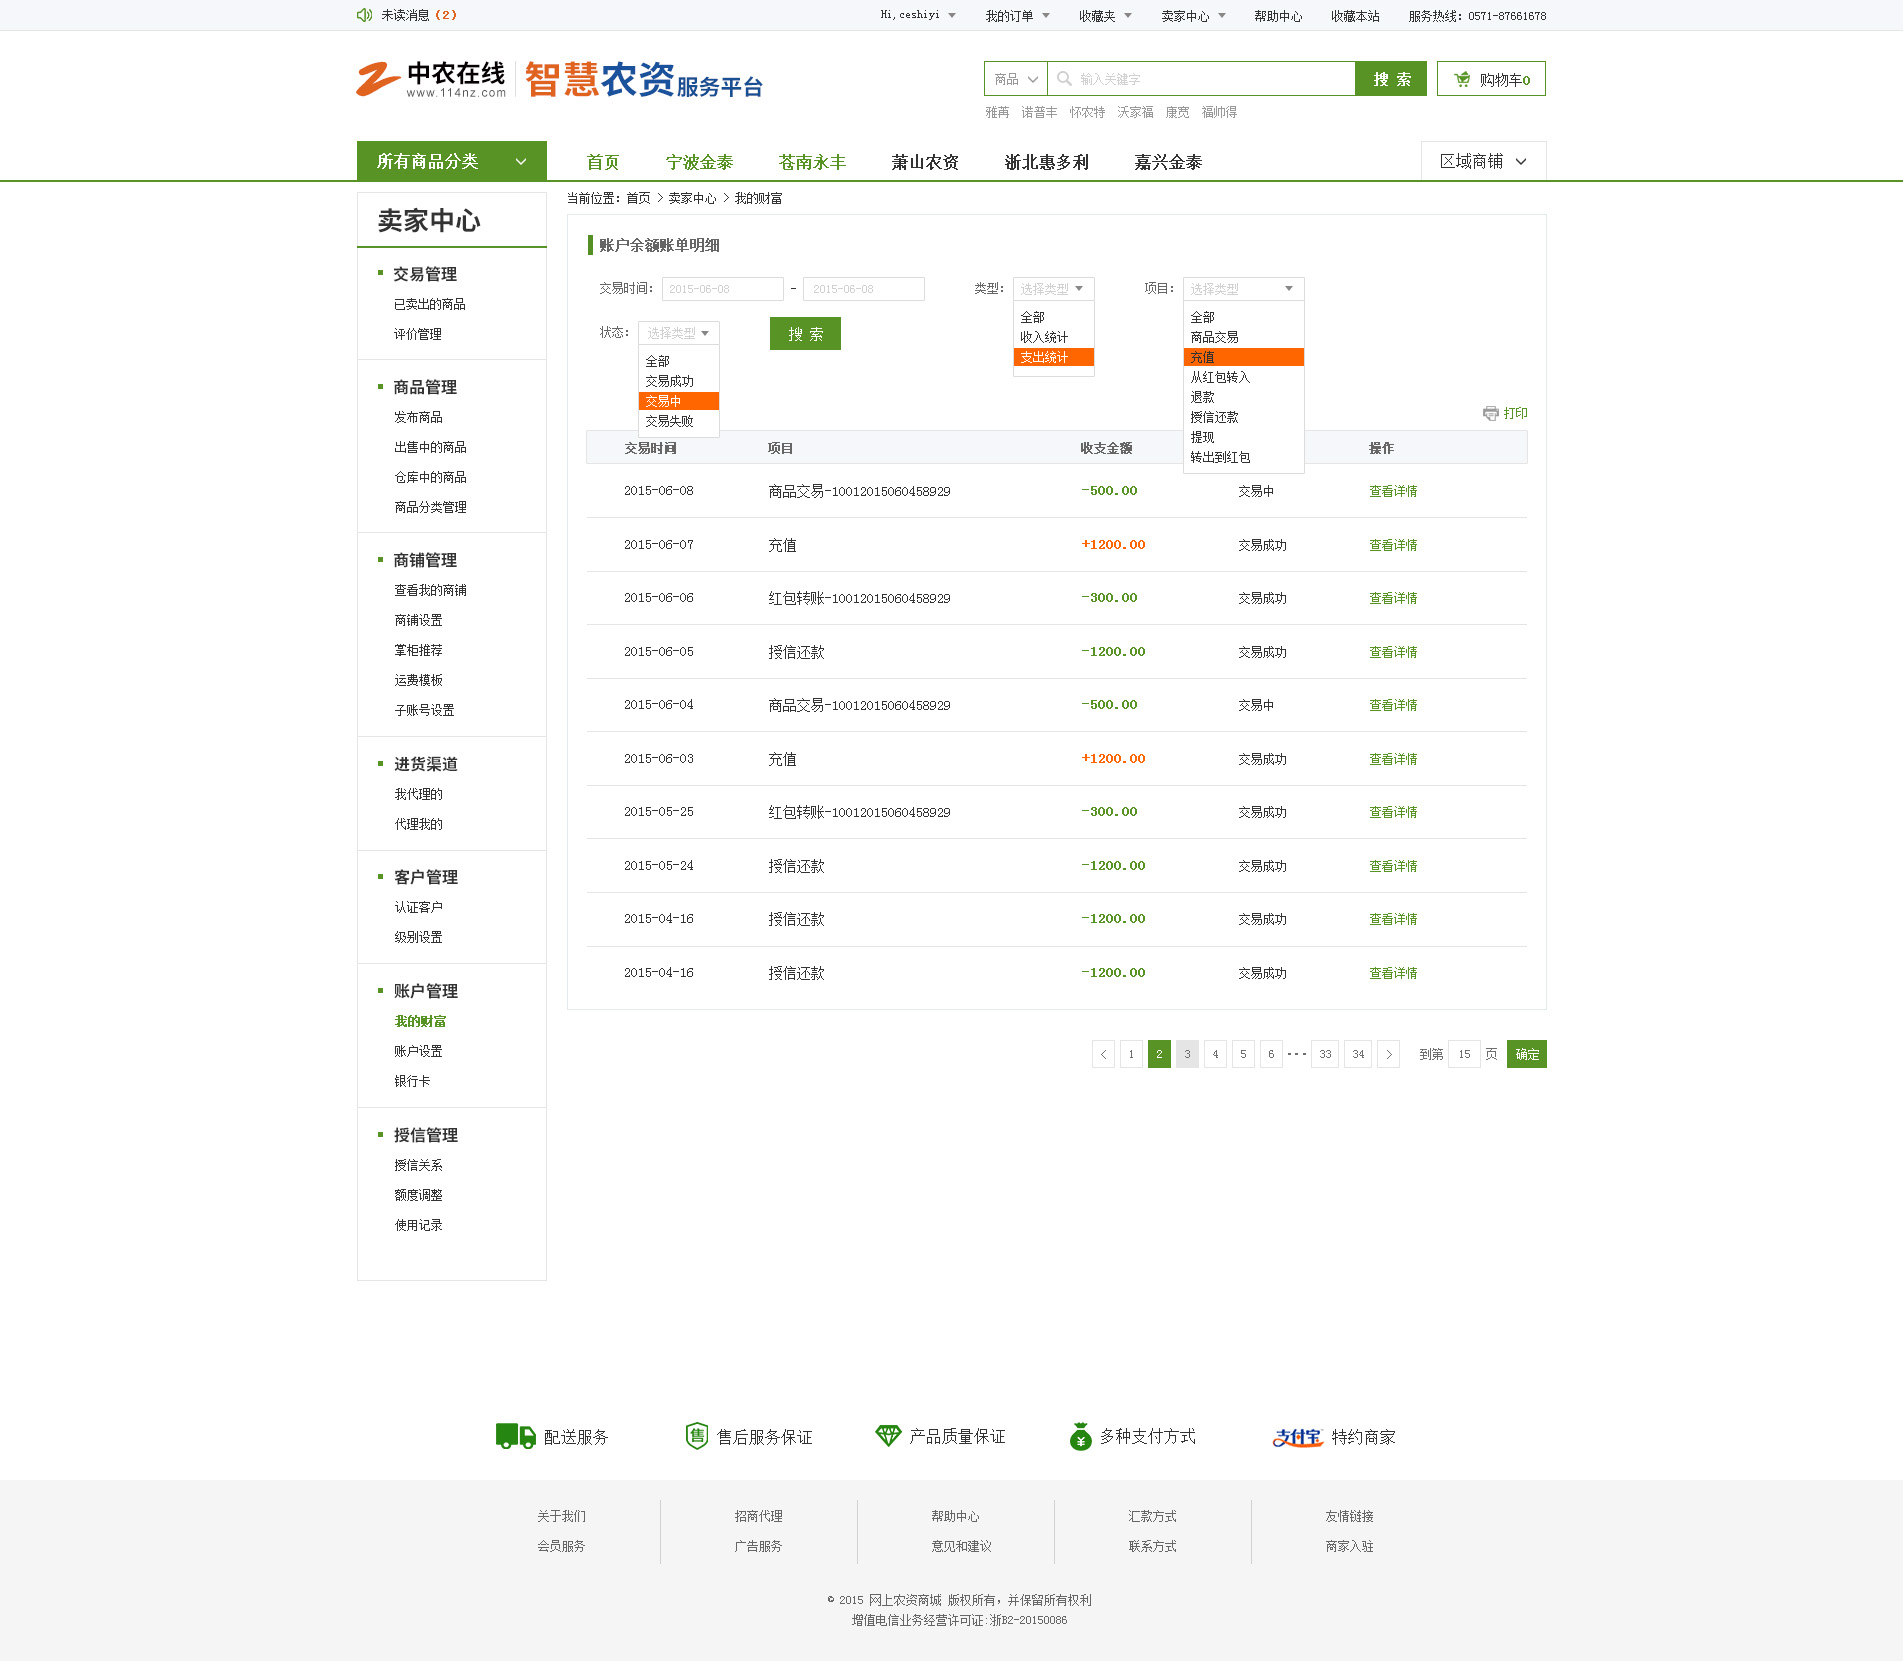 未读消息（2） Hi,ceshiyi 我的订单 收藏夹 卖家中心 帮助中心 收藏本站 服务热线：0571-87661678
中农在线 www.114nz.com 智慧农资服务平台
商品 输入关键字 搜 索 购物车0
雅苒 诺普丰 怀农特 沃家福 康宽 福帅得
所有商品分类 首页 宁波金泰 苍南永丰 萧山农资 浙北惠多利 嘉兴金泰 区域商铺
当前位置：首页 > 卖家中心 > 我的财富
卖家中心
交易管理
已卖出的商品
评价管理
商品管理
发布商品
出售中的商品
仓库中的商品
商品分类管理
商铺管理
查看我的商铺
商铺设置
掌柜推荐
运费模板
子账号设置
进货渠道
我代理的
代理我的
客户管理
认证客户
级别设置
账户管理
我的财富
账户设置
银行卡
授信管理
授信关系
额度调整
使用记录
账户余额账单明细
交易时间： 2015-06-08 - 2015-06-08 类型： 选择类型 项目： 选择类型
全部
收入统计
支出统计
全部
商品交易
充值
从红包转入
退款
授信还款
提现
转出到红包
状态： 选择类型 搜 索
全部
交易成功
交易中
交易失败
打印
交易时间 项目 收支金额 操作
2015-06-08 商品交易-10012015060458929 -500.00 交易中 查看详情
2015-06-07 充值 +1200.00 交易成功 查看详情
2015-06-06 红包转账-10012015060458929 -300.00 交易成功 查看详情
2015-06-05 授信还款 -1200.00 交易成功 查看详情
2015-06-04 商品交易-10012015060458929 -500.00 交易中 查看详情
2015-06-03 充值 +1200.00 交易成功 查看详情
2015-05-25 红包转账-10012015060458929 -300.00 交易成功 查看详情
2015-05-24 授信还款 -1200.00 交易成功 查看详情
2015-04-16 授信还款 -1200.00 交易成功 查看详情
2015-04-16 授信还款 -1200.00 交易成功 查看详情
< 1 2 3 4 5 6 ··· 33 34 > 到第 15 页 确定
配送服务 售 售后服务保证 产品质量保证 ¥ 多种支付方式 支付宝 特约商家
关于我们 招商代理 帮助中心 汇款方式 友情链接
会员服务 广告服务 意见和建议 联系方式 商家入驻
© 2015 网上农资商城 版权所有，并保留所有权利
增值电信业务经营许可证:浙B2-20150086